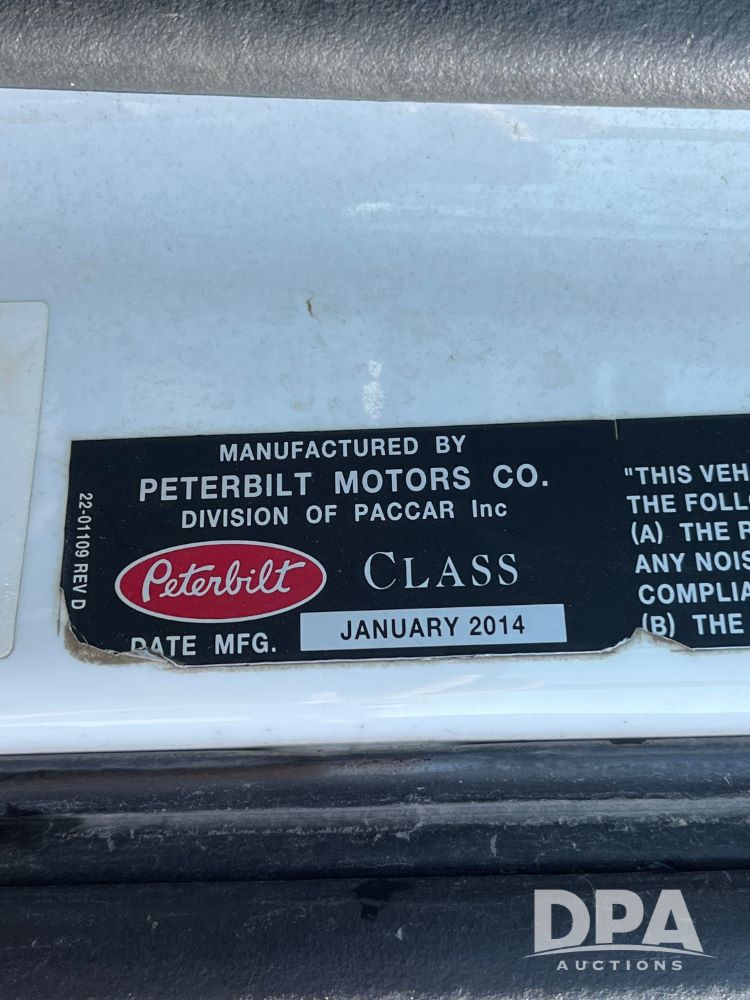 MANUFACTURED BY
PETERBILT MOTORS CO.
DIVISION OF PACCAR Inc
Peterbilt CLASS
DATE MFG. JANUARY 2014
22-01109 REV D
"THIS VEH
THE FOLL
(A) THE R
ANY NOIS
COMPLIA
(B) THE
DPA
AUCTIONS